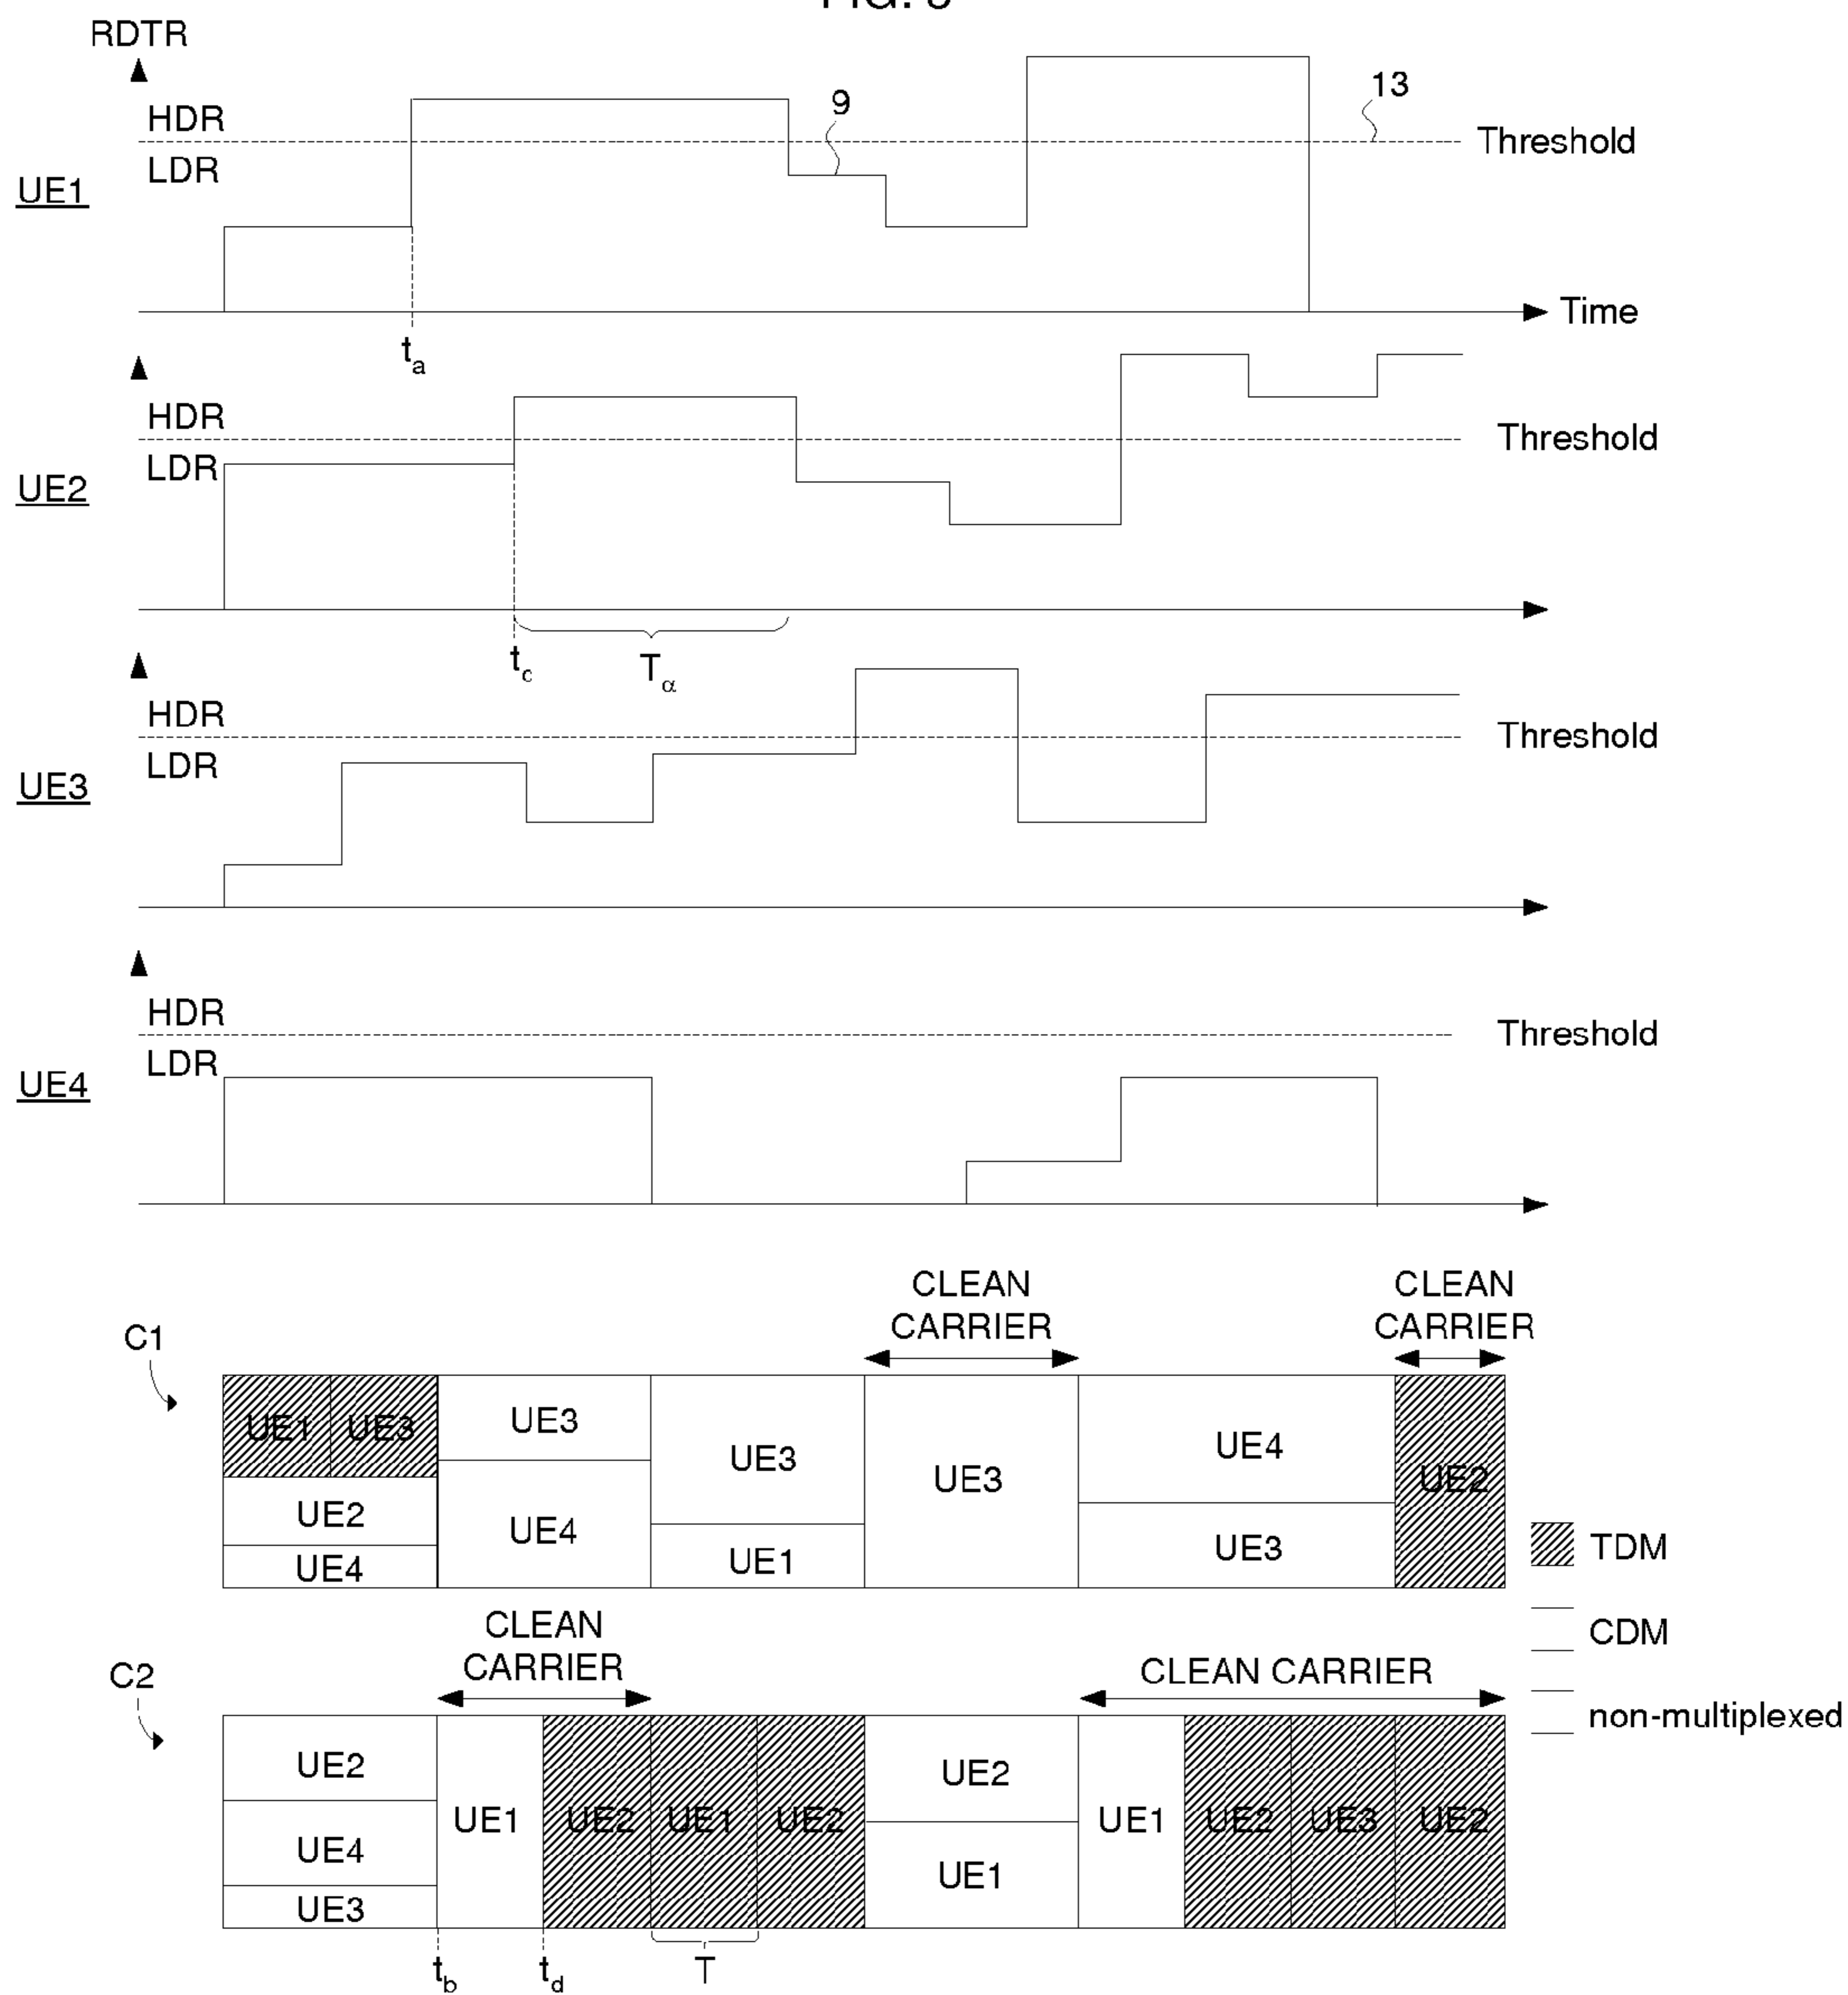 RDTR
HDR
9
13
Threshold
LDR
UE1
Time
ta
HDR
Threshold
LDR
UE2
tc
Tα
HDR
Threshold
LDR
UE3
HDR
Threshold
LDR
UE4
CLEAN
CARRIER
CLEAN
CARRIER
C1
UE1
UE3
UE2
UE4
UE3
UE4
UE3
UE1
UE3
UE4
UE3
UE2
TDM
CDM
non-multiplexed
CLEAN
CARRIER
CLEAN CARRIER
C2
UE2
UE4
UE3
UE1
UE2
UE1
UE2
UE2
UE1
UE1
UE2
UE3
UE2
tb
td
T